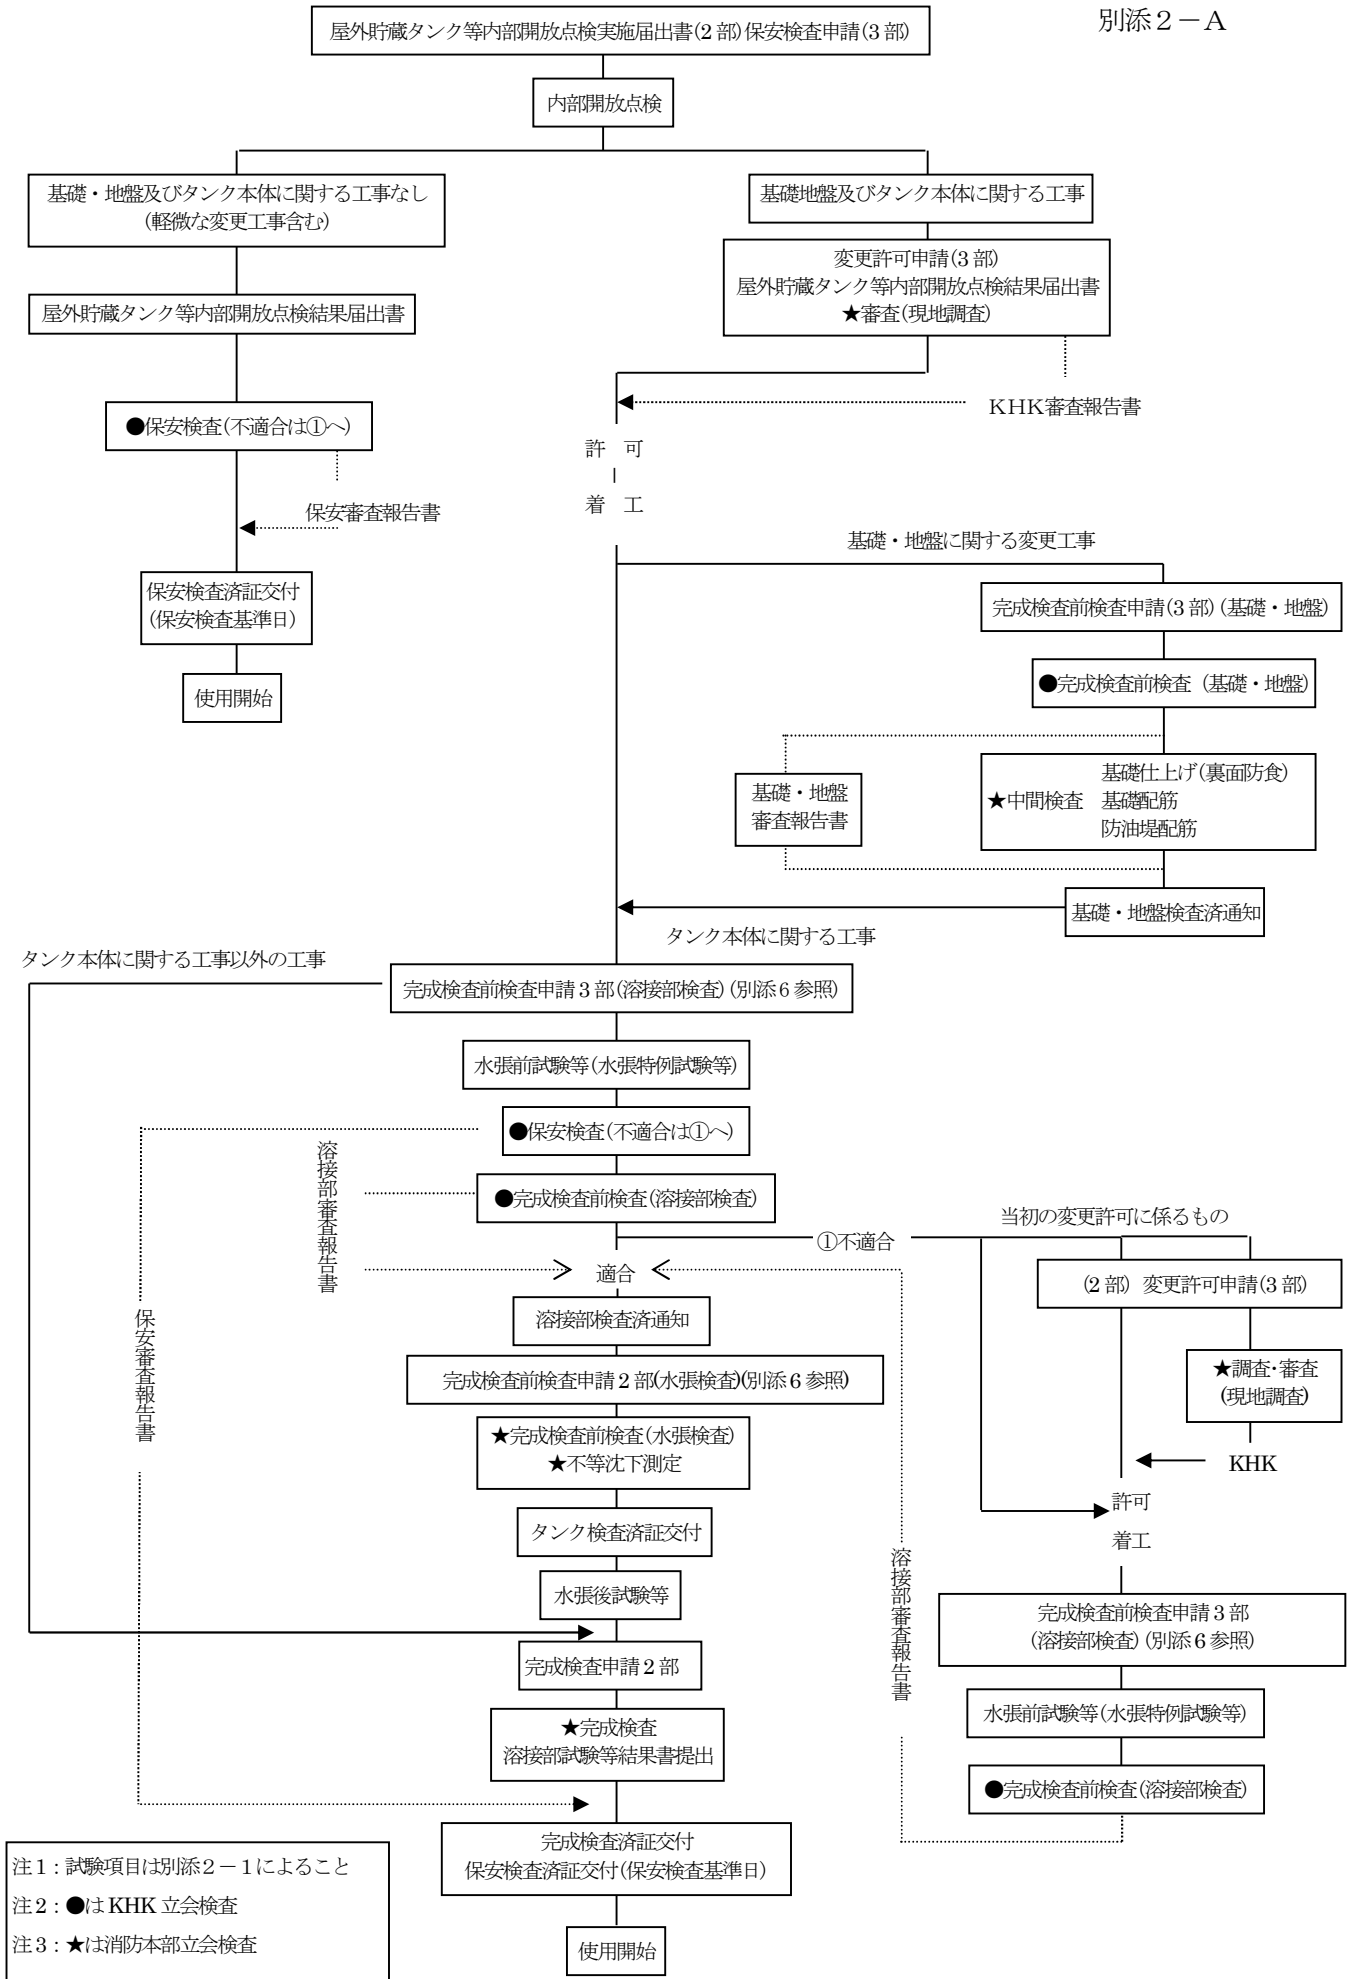 別添２－A
屋外貯蔵タンク等内部開放点検実施届出書(2 部)保安検査申請(3 部)
内部開放点検
基礎・地盤及びタンク本体に関する工事なし
(軽微な変更工事含む)
屋外貯蔵タンク等内部開放点検結果届出書
●保安検査(不適合は①へ)
保安審査報告書
保安検査済証交付
(保安検査基準日)
使用開始
基礎地盤及びタンク本体に関する工事
変更許可申請(3 部)
屋外貯蔵タンク等内部開放点検結果届出書
★審査(現地調査)
ＫＨＫ審査報告書
許　可
着　工
基礎・地盤に関する変更工事
完成検査前検査申請(3 部) (基礎・地盤)
●完成検査前検査（基礎・地盤)
基礎仕上げ(裏面防食)
★中間検査　基礎配筋
防油堤配筋
基礎・地盤
審査報告書
基礎・地盤検査済通知
タンク本体に関する工事
タンク本体に関する工事以外の工事
完成検査前検査申請 3 部(溶接部検査) (別添 6 参照)
水張前試験等(水張特例試験等)
●保安検査(不適合は①へ)
●完成検査前検査(溶接部検査)
溶接部審査報告書
保安審査報告書
①不適合
適合
溶接部検査済通知
完成検査前検査申請 2 部(水張検査)(別添 6 参照)
★完成検査前検査(水張検査)
★不等沈下測定
タンク検査済証交付
水張後試験等
完成検査申請 2 部
★完成検査
溶接部試験等結果書提出
完成検査済証交付
保安検査済証交付(保安検査基準日)
使用開始
当初の変更許可に係るもの
(2 部)　変更許可申請(3 部)
★調査･審査
(現地調査)
KHK
許可
着工
完成検査前検査申請 3 部
(溶接部検査) (別添 6 参照)
水張前試験等(水張特例試験等)
●完成検査前検査(溶接部検査)
溶接部審査報告書
注１：試験項目は別添２－１によること
注２：●は KHK 立会検査
注３：★は消防本部立会検査